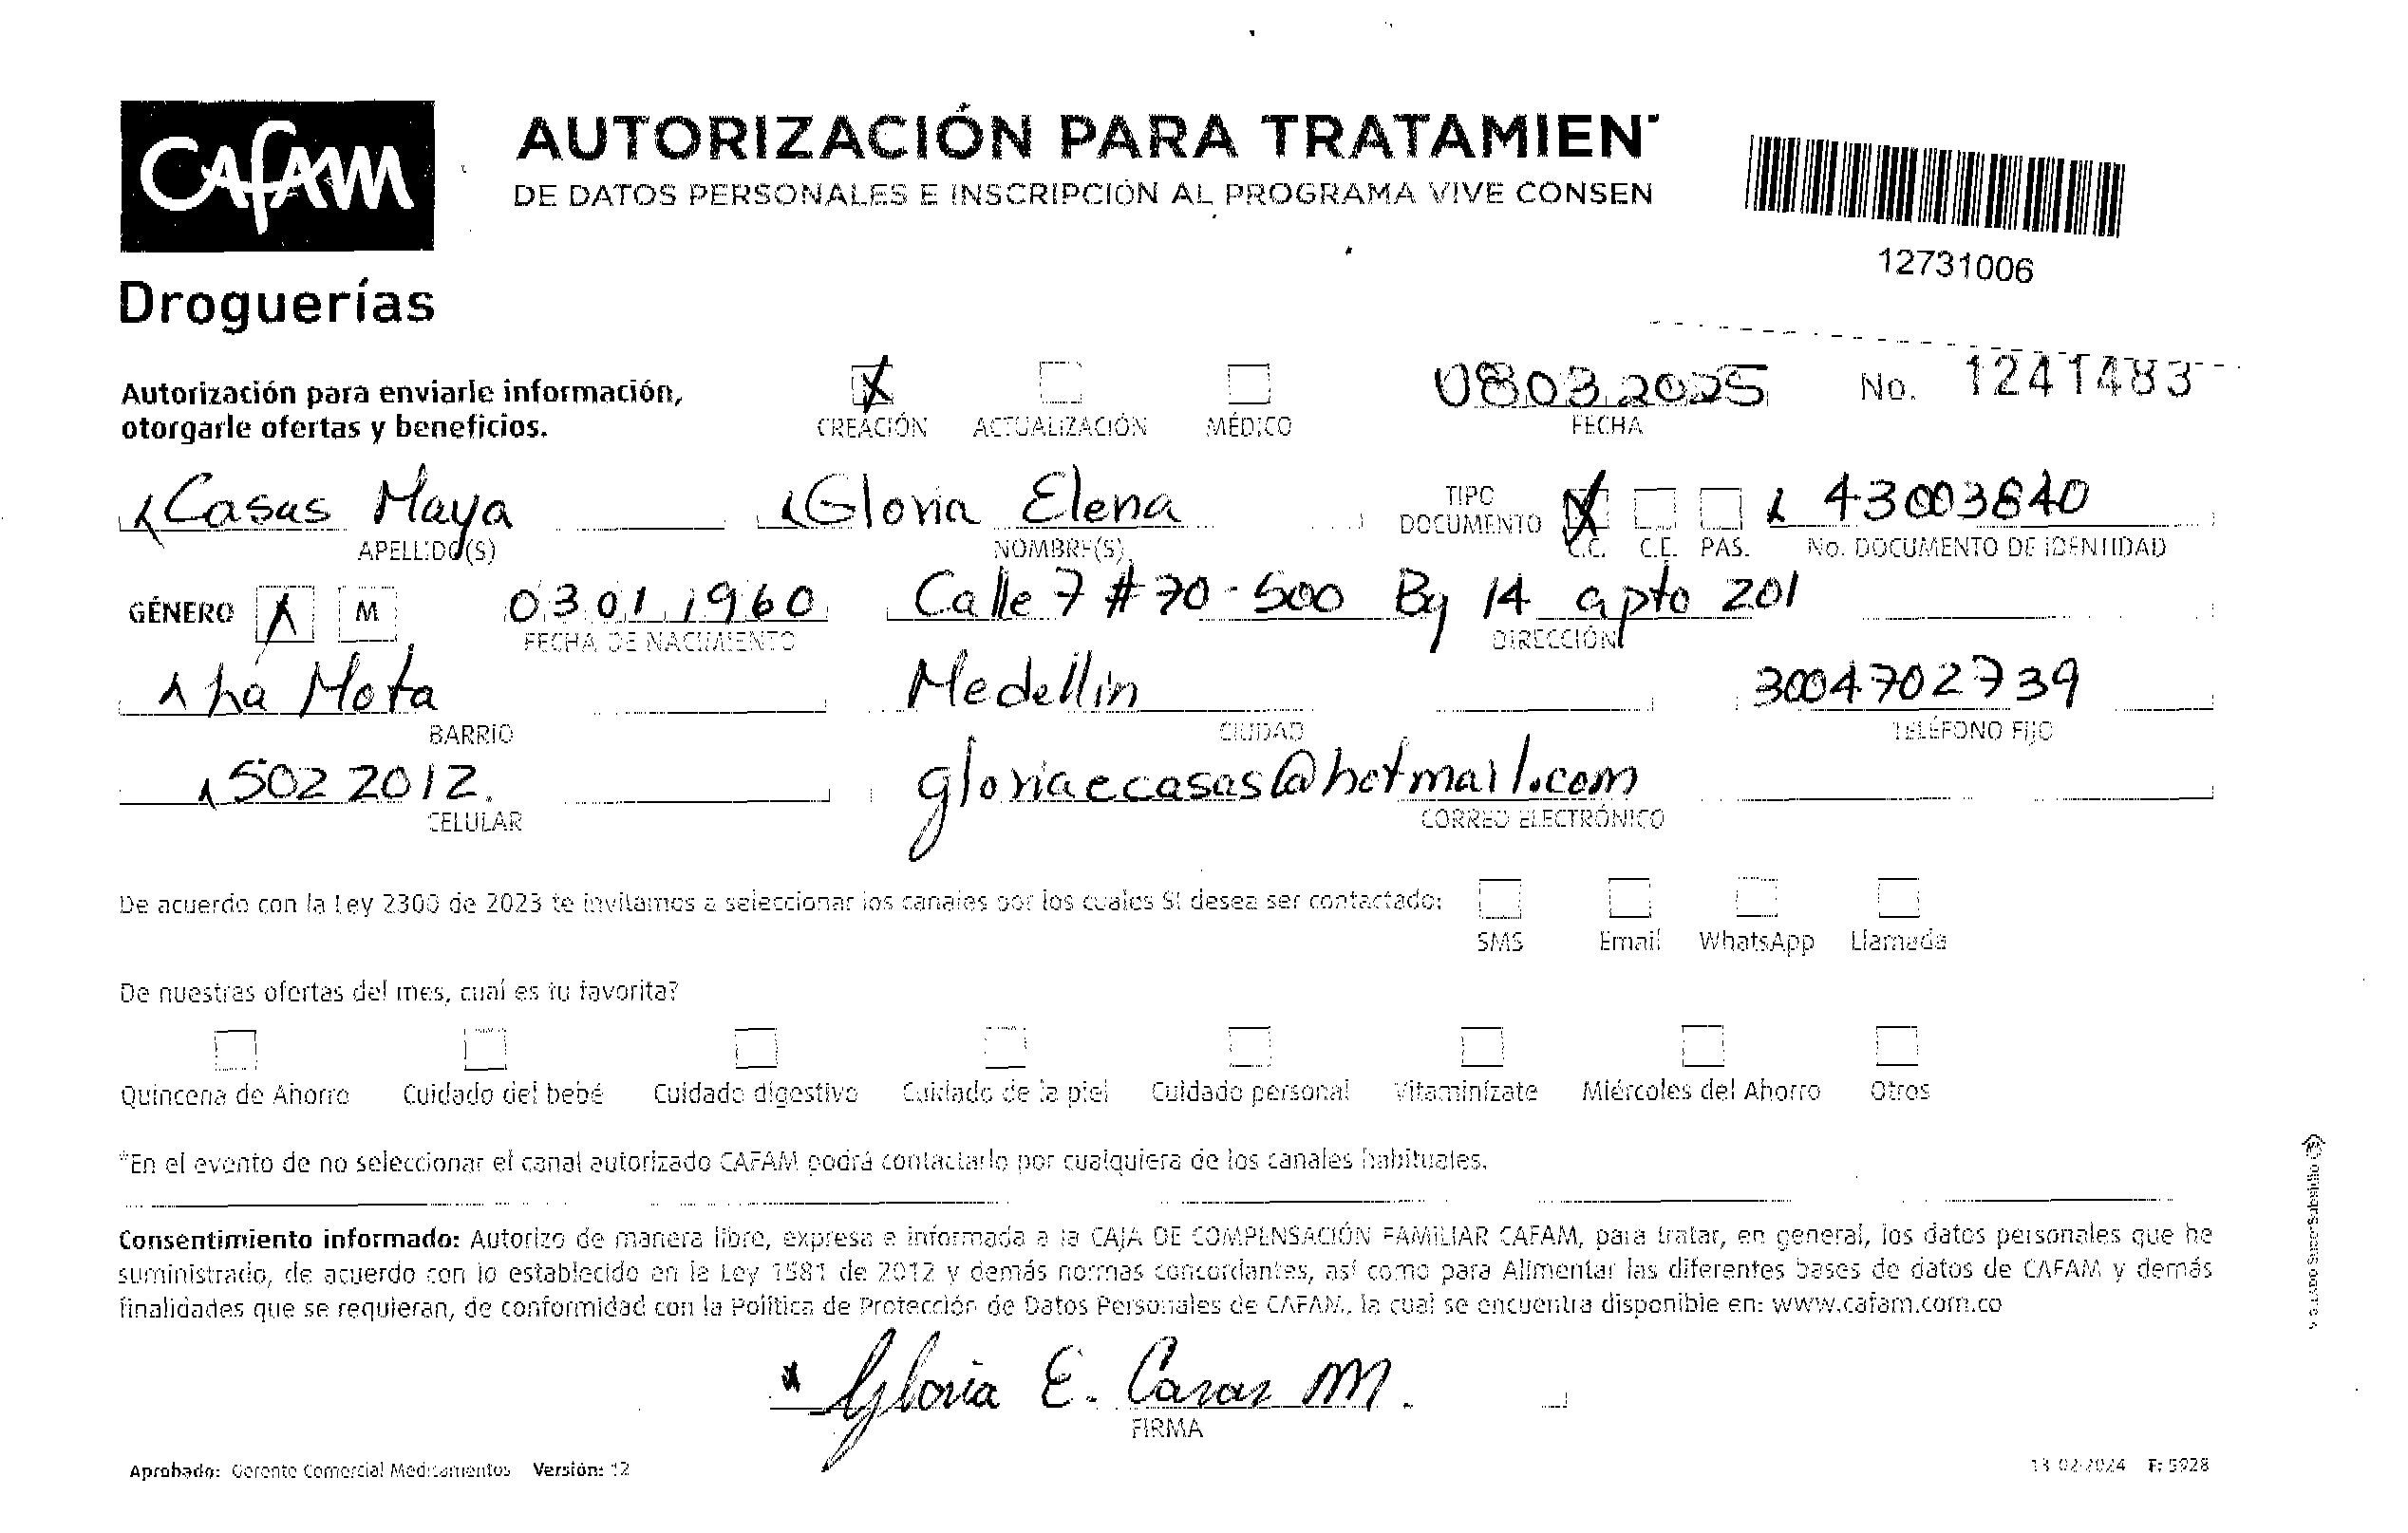 CAFAM
Droguerías
AUTORIZACIÓN PARA TRATAMIEN
DE DATOS PERSONALES E INSCRIPCIÓN AL PROGRAMA VIVE CONSEN
12731006
Autorización para enviarle información,
otorgarle ofertas y beneficios.
X
CREACIÓN ACTUALIZACIÓN MÉDICO
08 03 2025
FECHA
No. 1241483
Casas Maya Gloria Elena TIPO DOCUMENTO X 43003840
APELLIDO(S) NOMBRE(S) C.C. C.E. PAS. No. DOCUMENTO DE IDENTIDAD
GÉNERO M 03 01 1960 Calle 7 # 70-500 Bq 14 apto 201
FECHA DE NACIMIENTO DIRECCIÓN
La Mota Medellin 3004702739
BARRIO CIUDAD TELÉFONO FIJO
502 2012. gloriaecasas@hotmail.com
CELULAR CORREO ELECTRÓNICO
De acuerdo con la Ley 2300 de 2023 te invitamos a seleccionar los canales por los cuales SI desea ser contactado:
SMS Email WhatsApp Llamada
De nuestras ofertas del mes, cuál es tu favorita?
Quincena de Ahorro Cuidado del bebé Cuidado digestivo Cuidado de la piel Cuidado personal Vitaminízate Miércoles del Ahorro Otros
*En el evento de no seleccionar el canal autorizado CAFAM podrá contactarlo por cualquiera de los canales habituales.
Consentimiento informado: Autorizo de manera libre, expresa e informada a la CAJA DE COMPENSACIÓN FAMILIAR CAFAM, para tratar, en general, los datos personales que he
suministrado, de acuerdo con lo establecido en la Ley 1581 de 2012 y demás normas concordantes, así como para Alimentar las diferentes bases de datos de CAFAM y demás
finalidades que se requieran, de conformidad con la Política de Protección de Datos Personales de CAFAM, la cual se encuentra disponible en: www.cafam.com.co
Gloria E. Casas M.
FIRMA
Aprobado: Gerente Comercial Medicamentos Versión: 12
13-02-2024 F: 5928